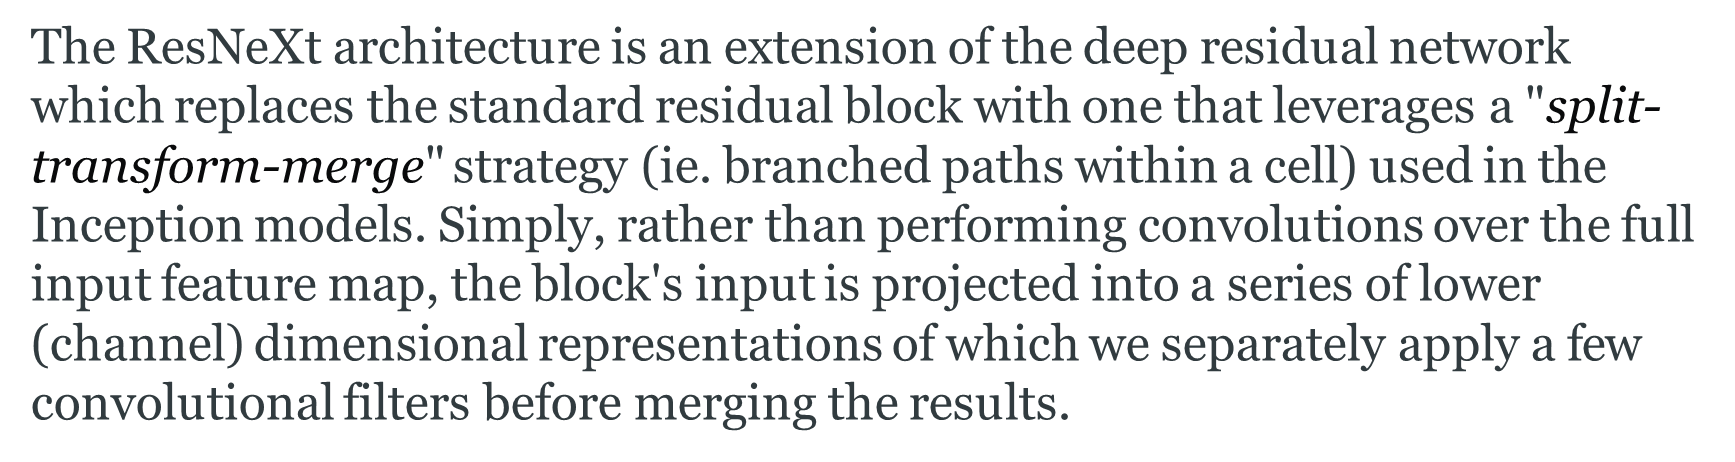 The ResNeXt architecture is an extension of the deep residual network
which replaces the standard residual block with one that leverages a "split-
transform-merge" strategy (ie. branched paths within a cell) used in the
Inception models. Simply, rather than performing convolutions over the full
input feature map, the block's input is projected into a series of lower
(channel) dimensional representations of which we separately apply a few
convolutional filters before merging the results.